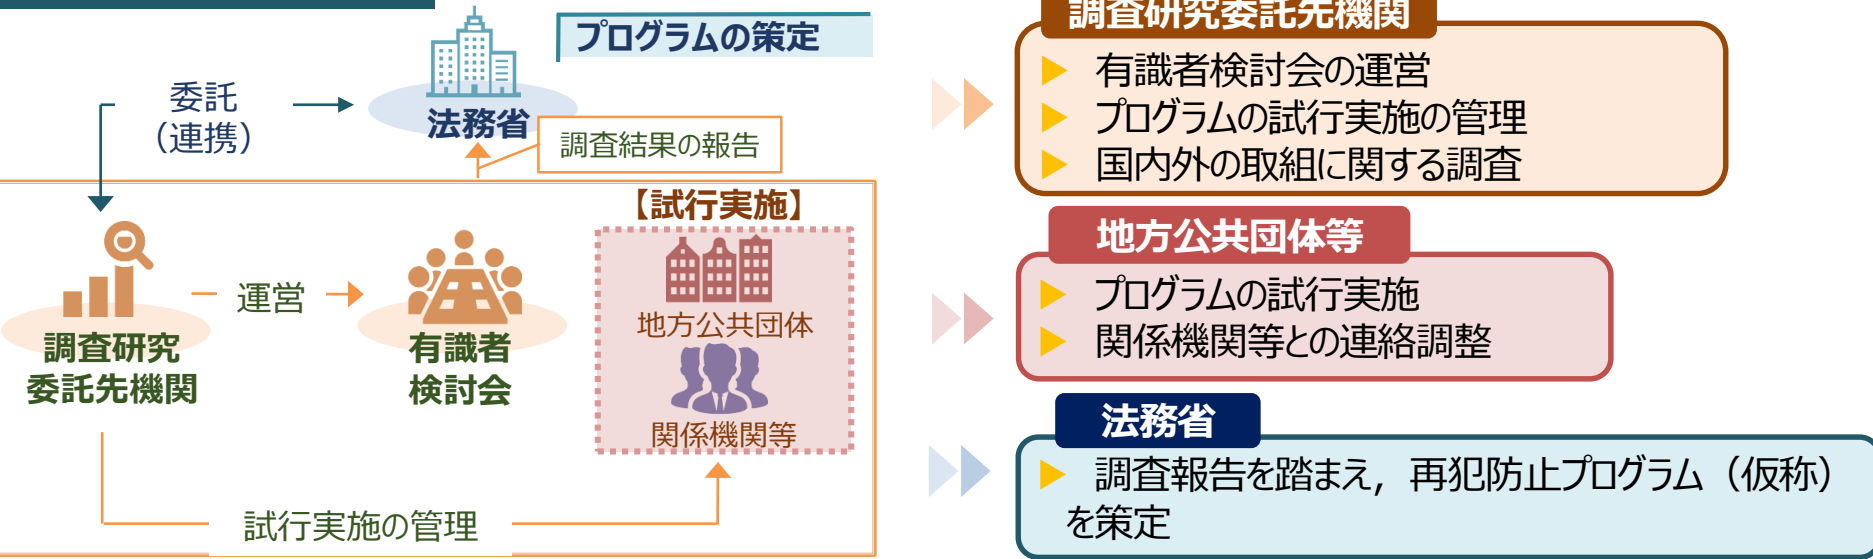 プログラムの策定
委託
（連携）
法務省
調査結果の報告
【試行実施】
運営
地方公共団体
調査研究
委託先機関
有識者
検討会
関係機関等
試行実施の管理
調査研究委託先機関
▶ 有識者検討会の運営
▶ プログラムの試行実施の管理
▶ 国内外の取組に関する調査
地方公共団体等
▶ プログラムの試行実施
▶ 関係機関等との連絡調整
法務省
▶ 調査報告を踏まえ，再犯防止プログラム（仮称）
を策定